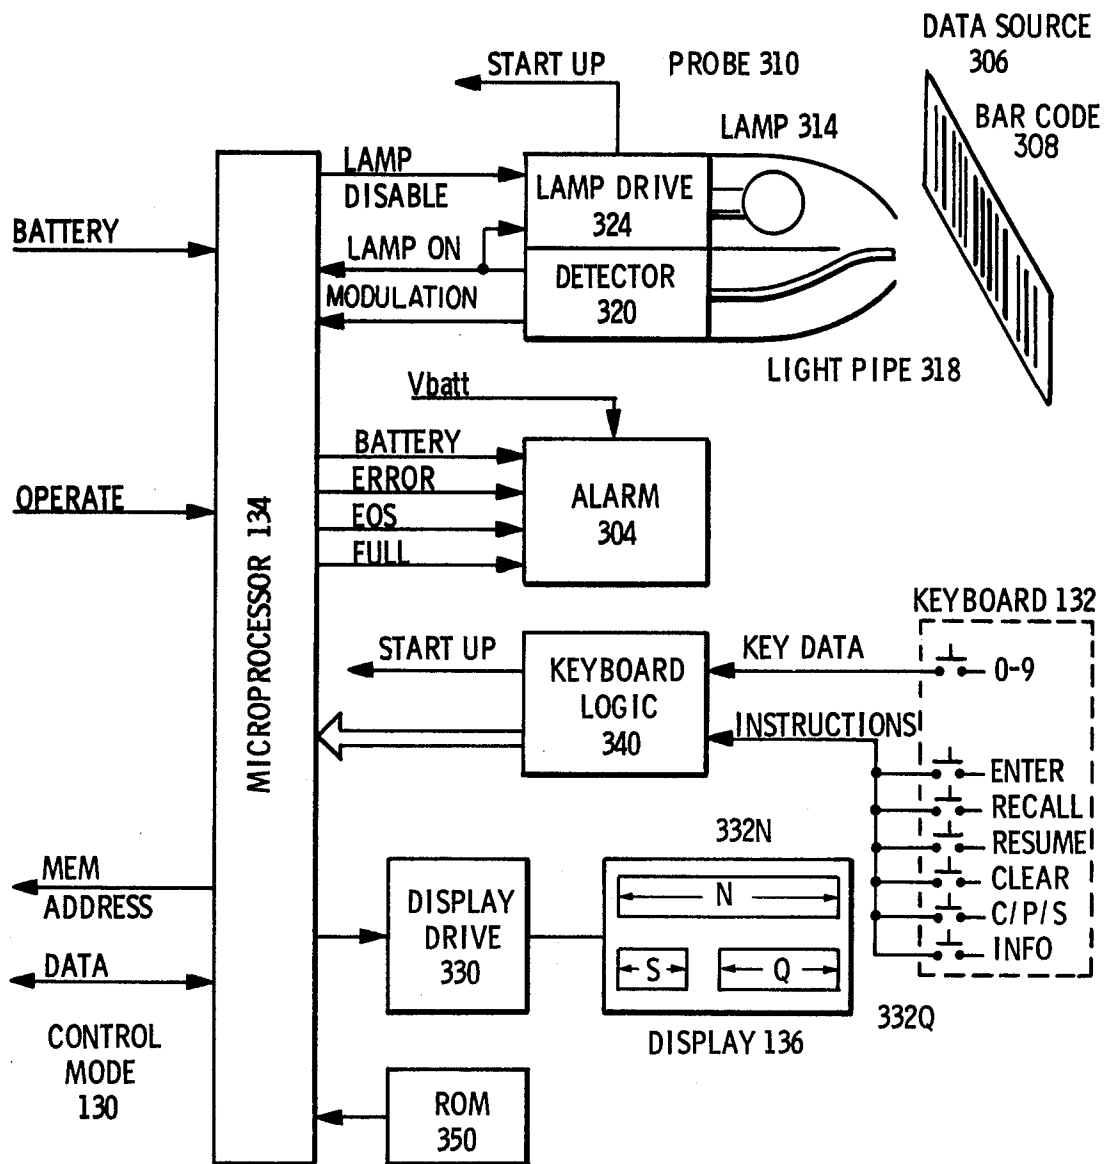 DATA SOURCE
306
START UP
PROBE 310
BAR CODE
308
LAMP 314
LAMP
DISABLE
LAMP DRIVE
324
BATTERY
LAMP ON
DETECTOR
320
MODULATION
LIGHT PIPE 318
Vbatt
BATTERY
ERROR
EOS
FULL
ALARM
304
OPERATE
MICROPROCESSOR 134
KEYBOARD 132
START UP
KEYBOARD
LOGIC
340
KEY DATA
0-9
INSTRUCTIONS
ENTER
RECALL
RESUME
CLEAR
C/P/S
INFO
332N
MEM
ADDRESS
DISPLAY
DRIVE
330
N
S
Q
DATA
332Q
DISPLAY 136
CONTROL
MODE
130
ROM
350